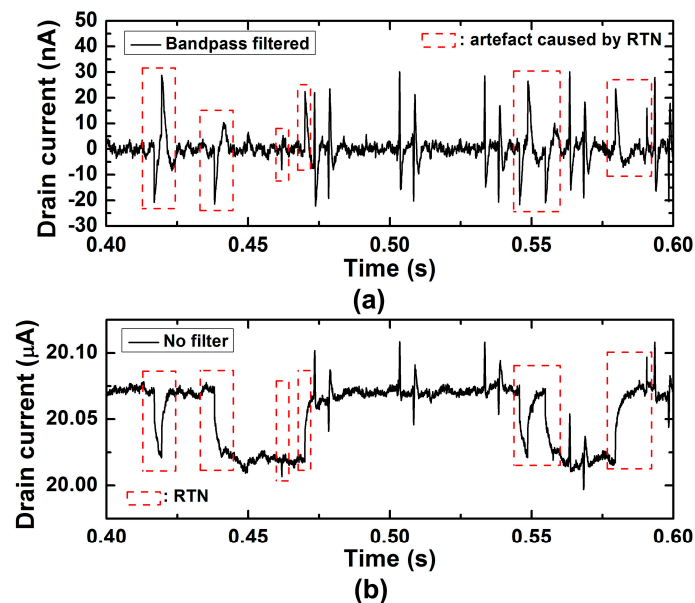 (a)
Bandpass filtered
: artefact caused by RTN
Drain current (nA)
50
40
30
20
10
0
-10
-20
-30
0.40 0.45 0.50 0.55 0.60
Time (s)
(a)
No filter
Drain current (μA)
20.10
20.05
20.00
: RTN
0.40 0.45 0.50 0.55 0.60
Time (s)
(b)